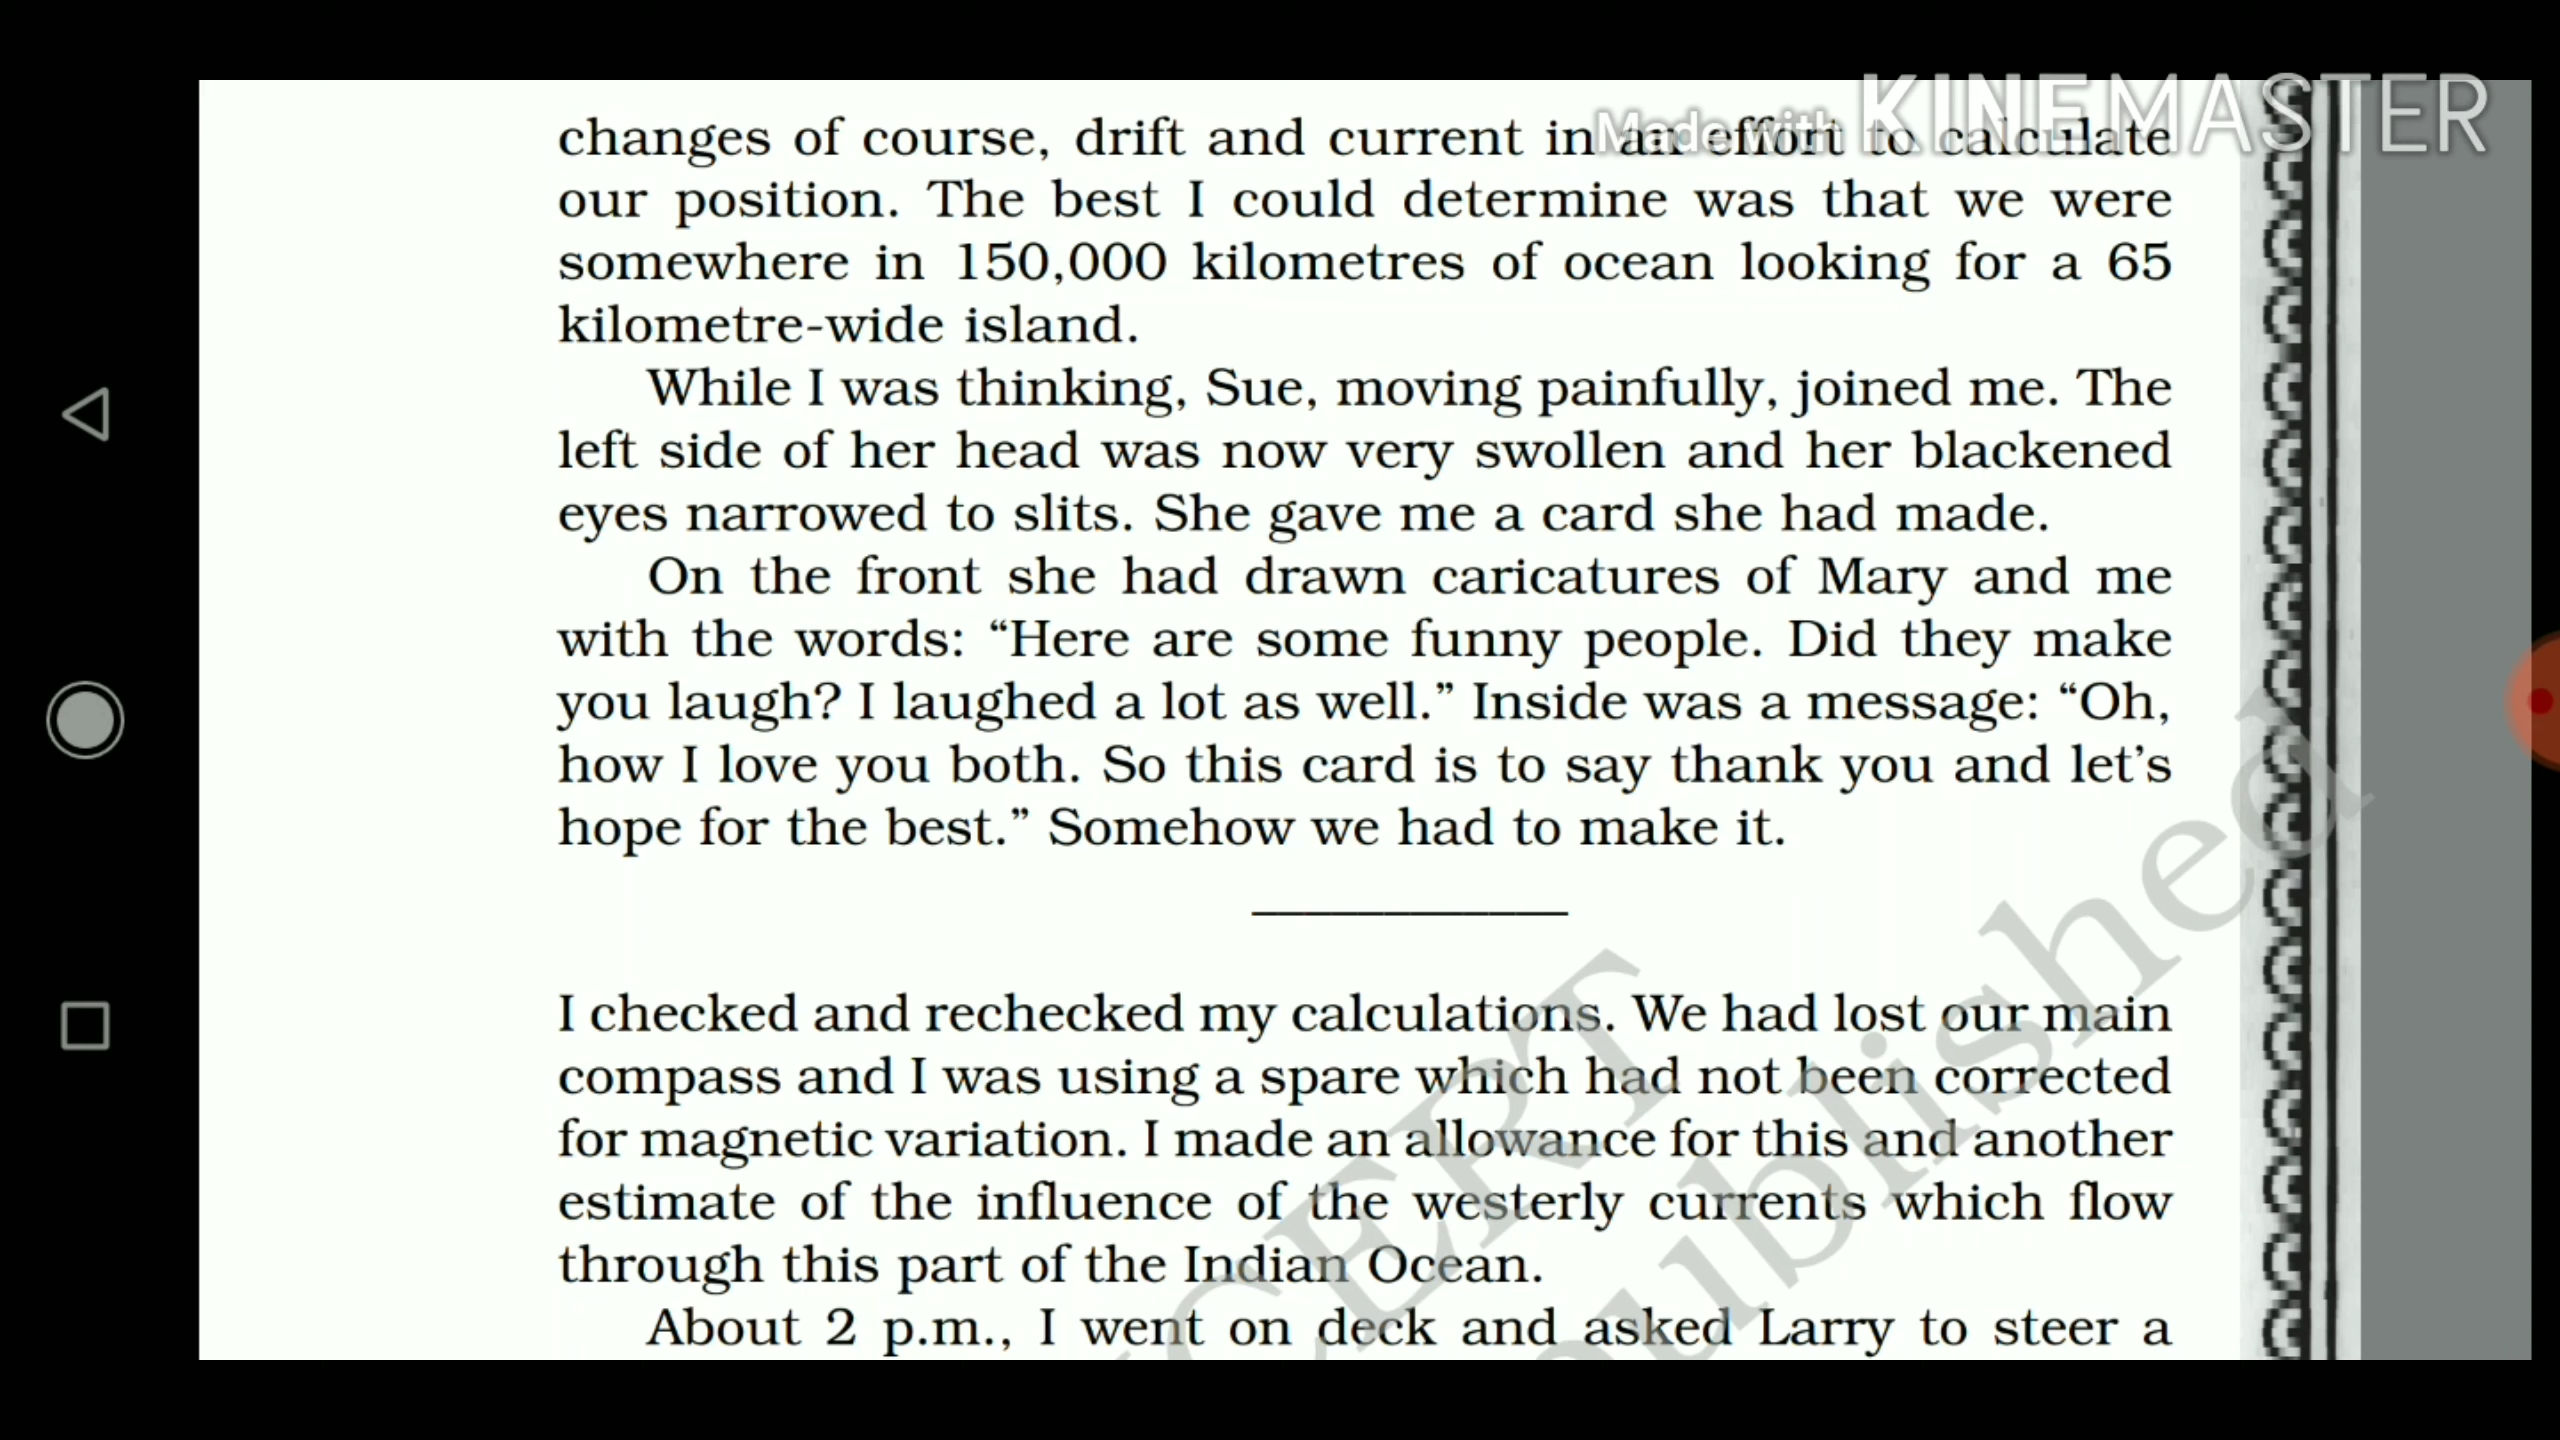 Made with KINEMASTER
changes of course, drift and current in an effort to calculate
our position. The best I could determine was that we were
somewhere in 150,000 kilometres of ocean looking for a 65
kilometre-wide island.
While I was thinking, Sue, moving painfully, joined me. The
left side of her head was now very swollen and her blackened
eyes narrowed to slits. She gave me a card she had made.
On the front she had drawn caricatures of Mary and me
with the words: “Here are some funny people. Did they make
you laugh? I laughed a lot as well.” Inside was a message: “Oh,
how I love you both. So this card is to say thank you and let’s
hope for the best.” Somehow we had to make it.
I checked and rechecked my calculations. We had lost our main
compass and I was using a spare which had not been corrected
for magnetic variation. I made an allowance for this and another
estimate of the influence of the westerly currents which flow
through this part of the Indian Ocean.
About 2 p.m., I went on deck and asked Larry to steer a